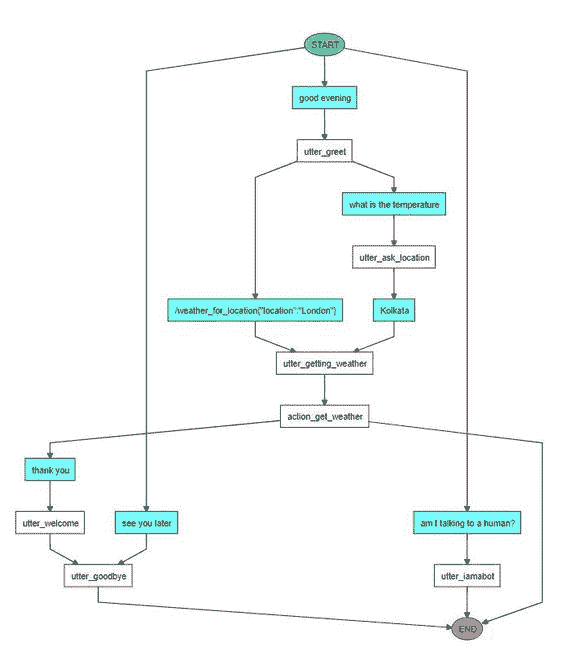 START
good evening
utter_greet
what is the temperature
utter_ask_location
/weather_for_location{"location":"London"}
Kolkata
utter_getting_weather
action_get_weather
thank you
utter_welcome
see you later
am I talking to a human?
utter_goodbye
utter_iamabot
END